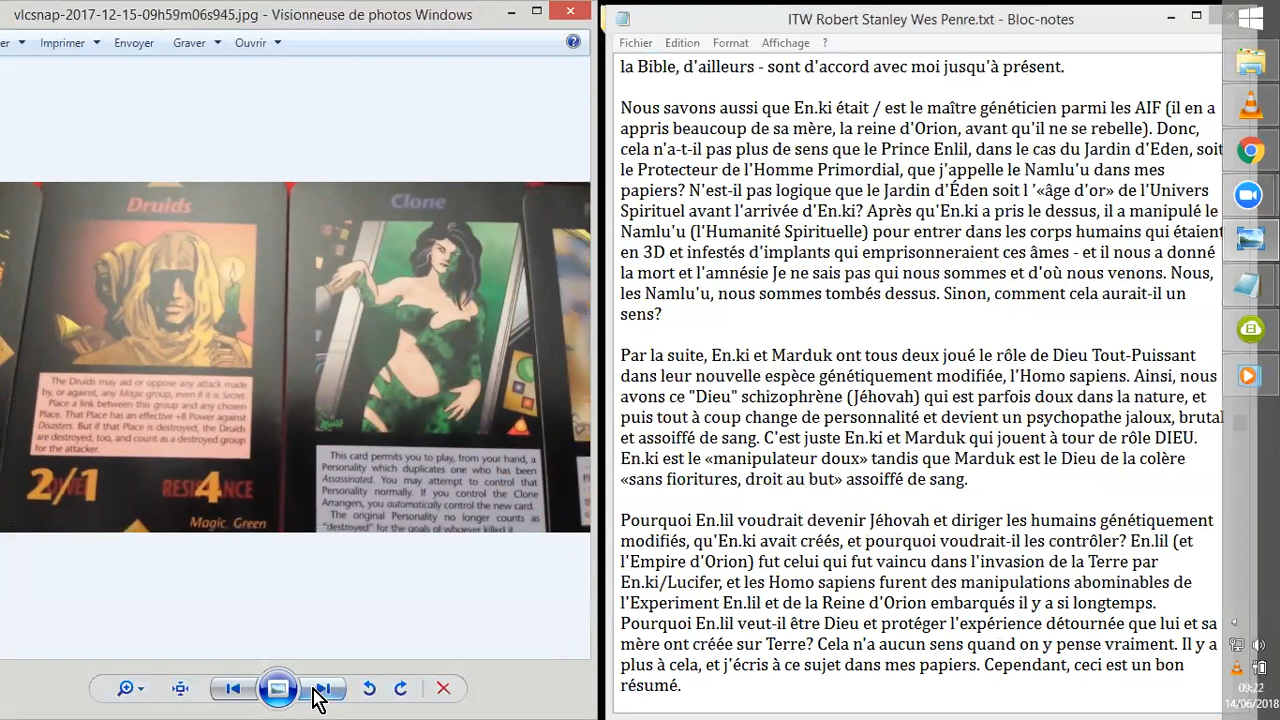 vlcsnap-2017-12-15-09h59m06s945.jpg - Visionneuse de photos Windows
Imprimer
Envoyer
Graver
Ouvrir
Druids
The Druids may aid or oppose any attack made
by, or against, any Magic group, even if it is Secret.
Place a link between this group and any chosen
Place. That Place has an effective +8 Power against
Disasters. But if that Place is destroyed, the Druids
are destroyed, too, and count as a destroyed group
for the attacker.
2/1
4
Magic, Green
Clone
This card permits you to play, from your hand, a
Personality which duplicates one who has been
Assassinated. You may attempt to control that
Personality normally. If you control the Clone
Arrangers, you automatically control the new card.
The original Personality no longer counts as
"destroyed" for the goals of whoever killed it.
ITW Robert Stanley Wes Penre.txt - Bloc-notes
Fichier Edition Format Affichage ?
la Bible, d'ailleurs - sont d'accord avec moi jusqu'à présent.
Nous savons aussi que En.ki était / est le maître généticien parmi les AIF (il en a
appris beaucoup de sa mère, la reine d'Orion, avant qu'il ne se rebelle). Donc,
cela n'a-t-il pas plus de sens que le Prince Enlil, dans le cas du Jardin d'Eden, soit
le Protecteur de l'Homme Primordial, que j'appelle le Namlu'u dans mes
papiers? N'est-il pas logique que le Jardin d'Éden soit l '«âge d'or» de l'Univers
Spirituel avant l'arrivée d'En.ki? Après qu'En.ki a pris le dessus, il a manipulé le
Namlu'u (l'Humanité Spirituelle) pour entrer dans les corps humains qui étaient
en 3D et infestés d'implants qui emprisonneraient ces âmes - et il nous a donné
la mort et l'amnésie Je ne sais pas qui nous sommes et d'où nous venons. Nous,
les Namlu'u, nous sommes tombés dessus. Sinon, comment cela aurait-il un
sens?
Par la suite, En.ki et Marduk ont tous deux joué le rôle de Dieu Tout-Puissant
dans leur nouvelle espèce génétiquement modifiée, l'Homo sapiens. Ainsi, nous
avons ce "Dieu" schizophrène (Jéhovah) qui est parfois doux dans la nature, et
puis tout à coup change de personnalité et devient un psychopathe jaloux, brutal
et assoiffé de sang. C'est juste En.ki et Marduk qui jouent à tour de rôle DIEU.
En.ki est le «manipulateur doux» tandis que Marduk est le Dieu de la colère
«sans fioritures, droit au but» assoiffé de sang.
Pourquoi En.lil voudrait devenir Jéhovah et diriger les humains génétiquement
modifiés, qu'En.ki avait créés, et pourquoi voudrait-il les contrôler? En.lil (et
l'Empire d'Orion) fut celui qui fut vaincu dans l'invasion de la Terre par
En.ki/Lucifer, et les Homo sapiens furent des manipulations abominables de
l'Experiment En.lil et de la Reine d'Orion embarqués il y a si longtemps.
Pourquoi En.lil veut-il être Dieu et protéger l'expérience détournée que lui et sa
mère ont créée sur Terre? Cela n'a aucun sens quand on y pense vraiment. Il y a
plus à cela, et j'écris à ce sujet dans mes papiers. Cependant, ceci est un bon
résumé.
09:22
14/06/2018